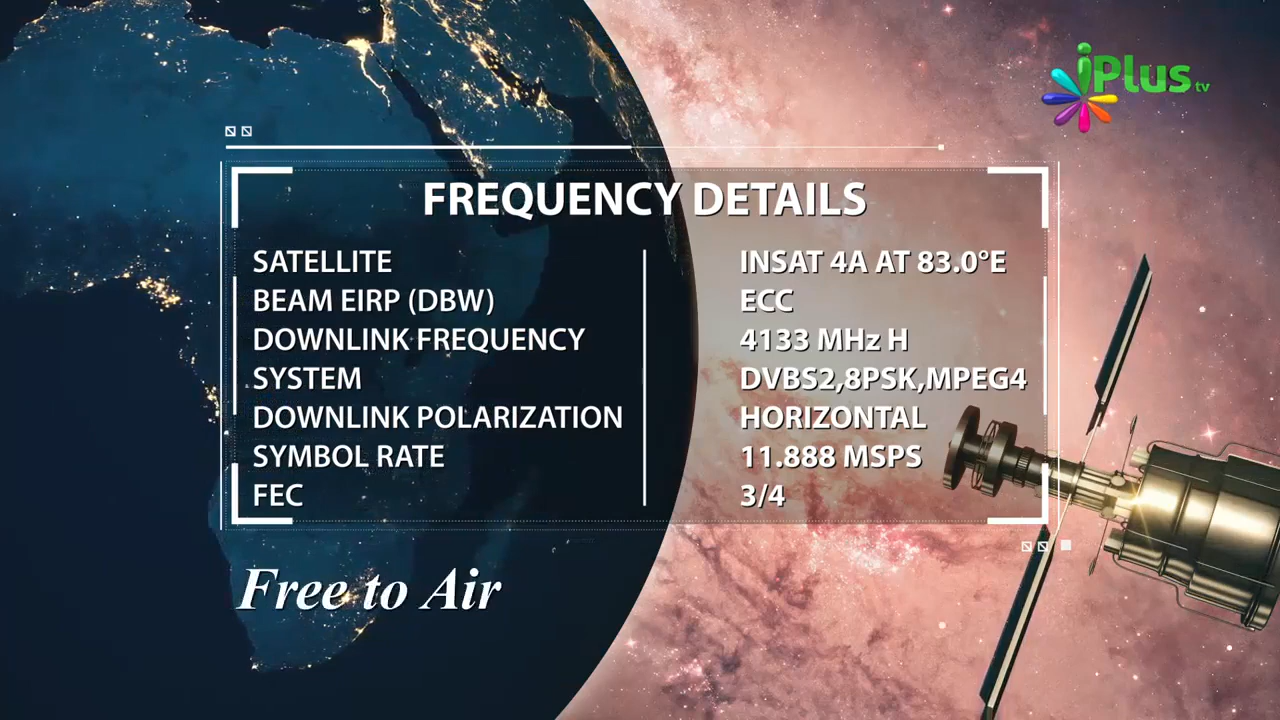 iPlus tv
FREQUENCY DETAILS
SATELLITE INSAT 4A AT 83.0°E
BEAM EIRP (DBW) ECC
DOWNLINK FREQUENCY 4133 MHz H
SYSTEM DVBS2,8PSK,MPEG4
DOWNLINK POLARIZATION HORIZONTAL
SYMBOL RATE 11.888 MSPS
FEC 3/4
Free to Air